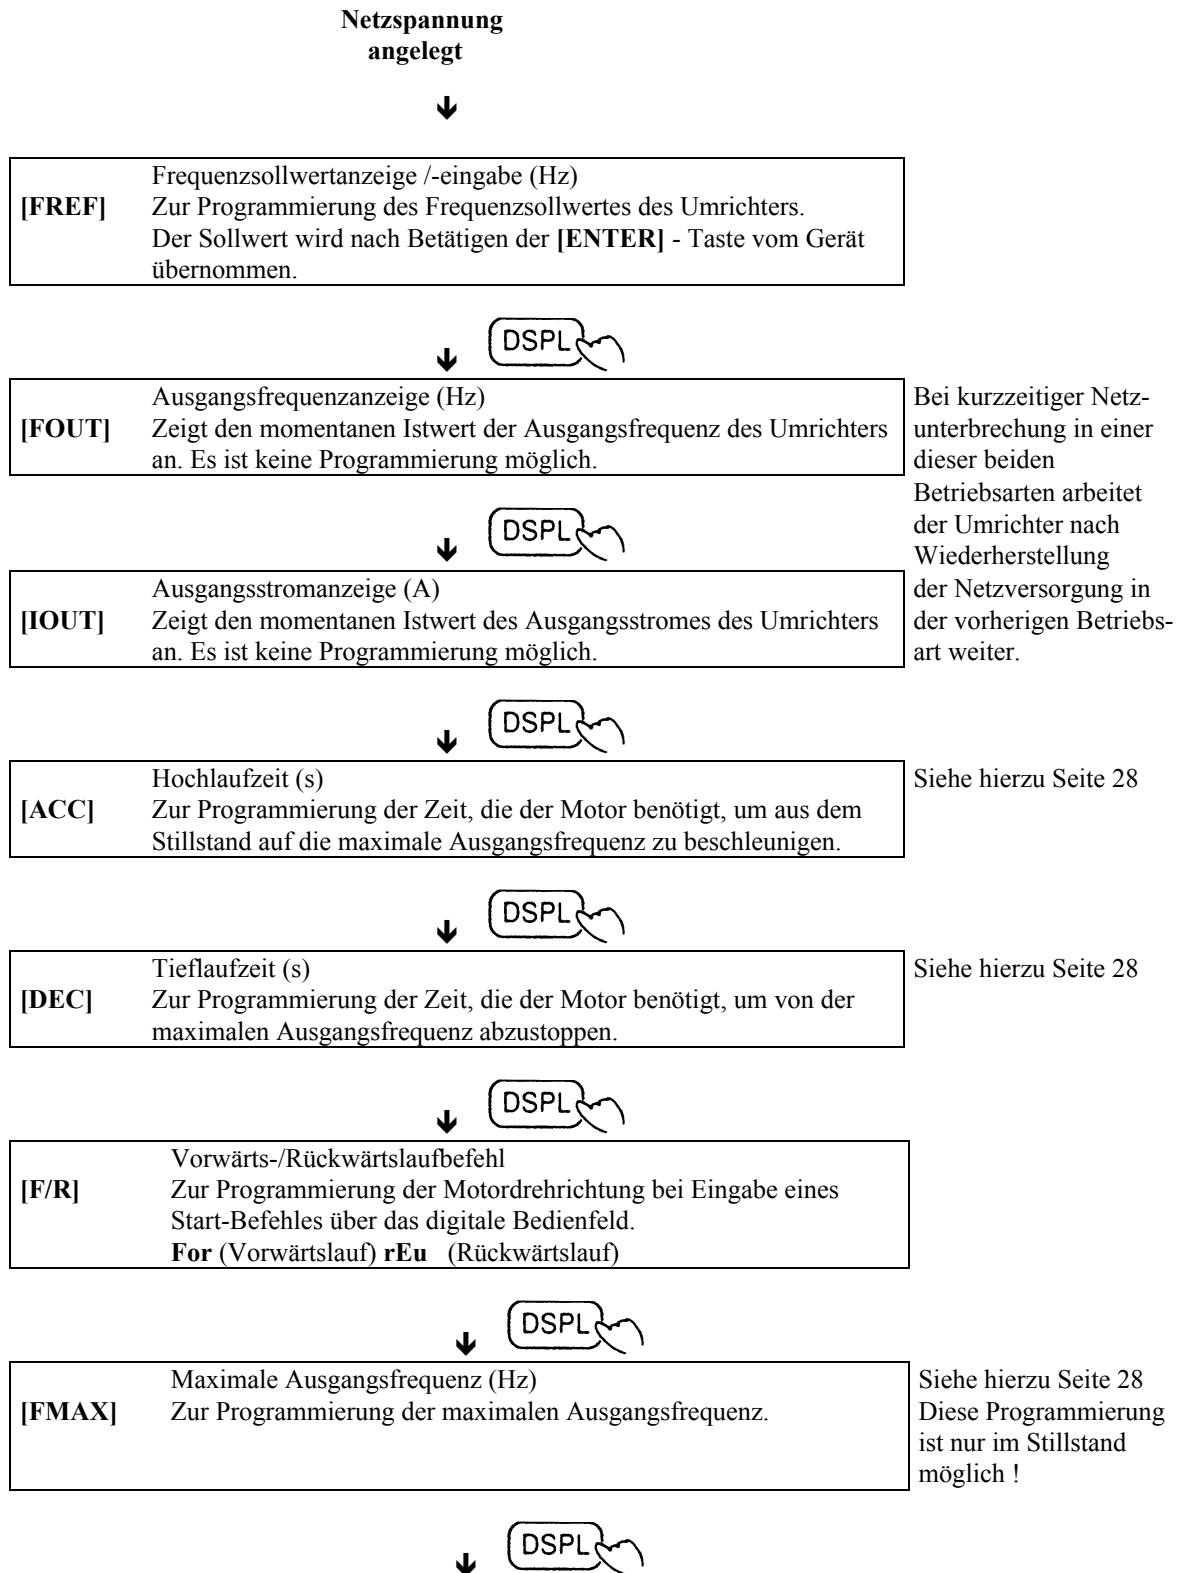 Netzspannung
angelegt
Frequenzsollwertanzeige /-eingabe (Hz)
[FREF] Zur Programmierung des Frequenzsollwertes des Umrichters.
Der Sollwert wird nach Betätigen der [ENTER] - Taste vom Gerät
übernommen.
DSPL
Ausgangsfrequenzanzeige (Hz)
[FOUT] Zeigt den momentanen Istwert der Ausgangsfrequenz des Umrichters
an. Es ist keine Programmierung möglich.
DSPL
Ausgangsstromanzeige (A)
[IOUT] Zeigt den momentanen Istwert des Ausgangsstromes des Umrichters
an. Es ist keine Programmierung möglich.
Bei kurzzeitiger Netz-
unterbrechung in einer
dieser beiden
Betriebsarten arbeitet
der Umrichter nach
Wiederherstellung
der Netzversorgung in
der vorherigen Betriebs-
art weiter.
DSPL
Hochlaufzeit (s)
[ACC] Zur Programmierung der Zeit, die der Motor benötigt, um aus dem
Stillstand auf die maximale Ausgangsfrequenz zu beschleunigen.
Siehe hierzu Seite 28
DSPL
Tieflaufzeit (s)
[DEC] Zur Programmierung der Zeit, die der Motor benötigt, um von der
maximalen Ausgangsfrequenz abzustoppen.
Siehe hierzu Seite 28
DSPL
Vorwärts-/Rückwärtslaufbefehl
[F/R] Zur Programmierung der Motordrehrichtung bei Eingabe eines
Start-Befehles über das digitale Bedienfeld.
For (Vorwärtslauf) rEu (Rückwärtslauf)
DSPL
Maximale Ausgangsfrequenz (Hz)
[FMAX] Zur Programmierung der maximalen Ausgangsfrequenz.
Siehe hierzu Seite 28
Diese Programmierung
ist nur im Stillstand
möglich !
DSPL